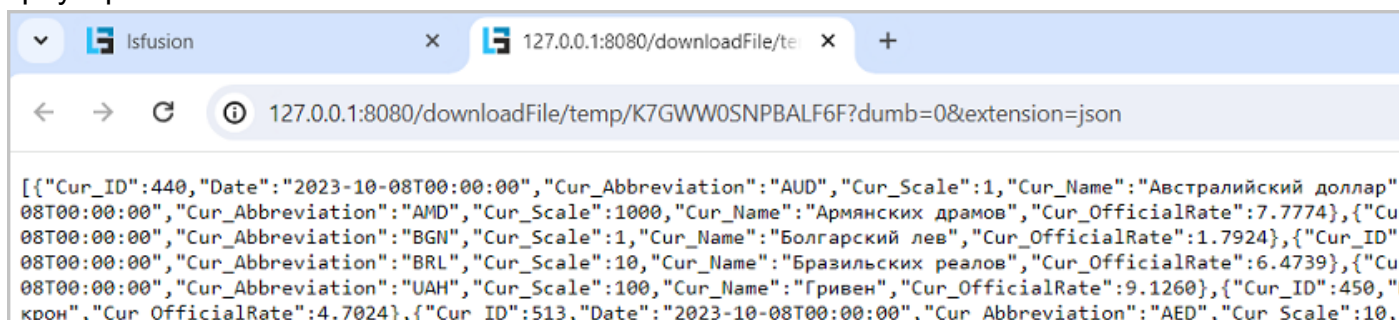 lsfusion
127.0.0.1:8080/downloadFile/te
127.0.0.1:8080/downloadFile/temp/K7GWW0SNPBALF6F?dumb=0&extension=json
[{"Cur_ID":440,"Date":"2023-10-08T00:00:00","Cur_Abbreviation":"AUD","Cur_Scale":1,"Cur_Name":"Австралийский доллар"
08T00:00:00","Cur_Abbreviation":"AMD","Cur_Scale":1000,"Cur_Name":"Армянских драмов","Cur_OfficialRate":7.7774},{"Cu
08T00:00:00","Cur_Abbreviation":"BGN","Cur_Scale":1,"Cur_Name":"Болгарский лев","Cur_OfficialRate":1.7924},{"Cur_ID"
08T00:00:00","Cur_Abbreviation":"BRL","Cur_Scale":10,"Cur_Name":"Бразильских реалов","Cur_OfficialRate":6.4739},{"Cu
08T00:00:00","Cur_Abbreviation":"UAH","Cur_Scale":100,"Cur_Name":"Гривен","Cur_OfficialRate":9.1260},{"Cur_ID":450,"
крон","Cur_OfficialRate":4.7024},{"Cur_ID":513,"Date":"2023-10-08T00:00:00","Cur_Abbreviation":"AED","Cur_Scale":10,